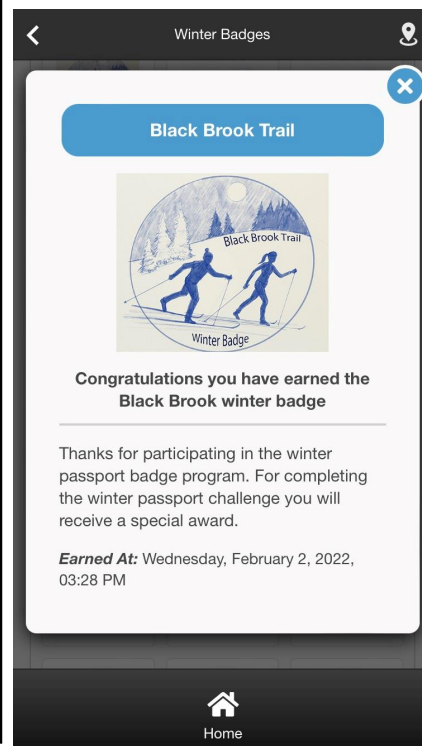 Winter Badges
Black Brook Trail
Black Brook Trail
Winter Badge
Congratulations you have earned the
Black Brook winter badge
Thanks for participating in the winter
passport badge program. For completing
the winter passport challenge you will
receive a special award.
Earned At: Wednesday, February 2, 2022,
03:28 PM
Home